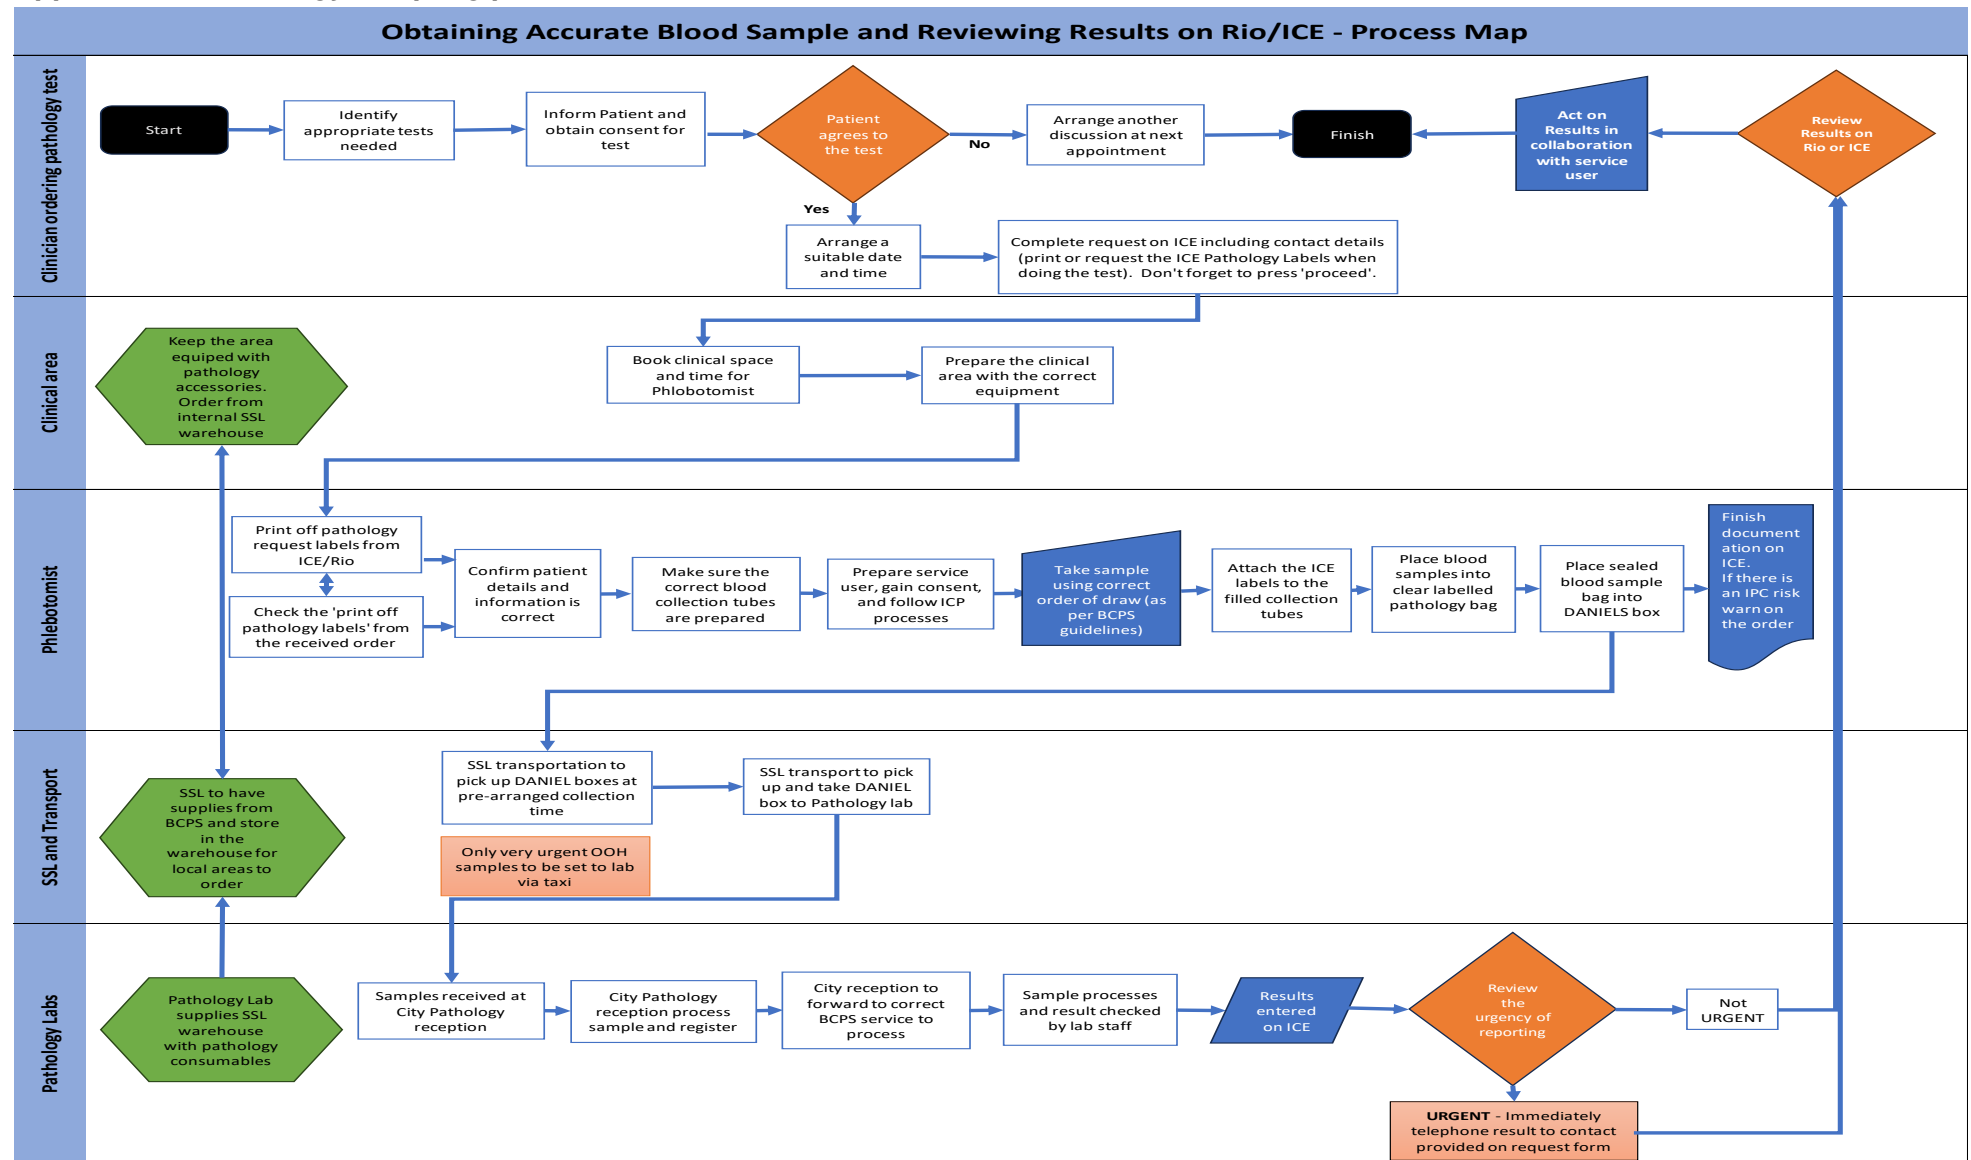 Obtaining Accurate Blood Sample and Reviewing Results on Rio/ICE - Process Map
Clinician ordering pathology test
Start
Identify
appropriate tests
needed
Inform Patient and
obtain consent for
test
Patient
agrees to
the test
No
Arrange another
discussion at next
appointment
Finish
Act on
Results in
collaboration
with service
user
Review
Results on
Rio or ICE
Yes
Arrange a
suitable date
and time
Complete request on ICE including contact details
(print or request the ICE Pathology Labels when
doing the test). Don't forget to press 'proceed'.
Clinical area
Keep the area
equiped with
pathology
accessories.
Order from
internal SSL
warehouse
Book clinical space
and time for
Phlobotomist
Prepare the clinical
area with the correct
equipment
Phlebotomist
Print off pathology
request labels from
ICE/Rio
Check the 'print off
pathology labels' from
the received order
Confirm patient
details and
information is
correct
Make sure the
correct blood
collection tubes
are prepared
Prepare service
user, gain consent,
and follow ICP
processes
Take sample
using correct
order of draw (as
per BCPS
guidelines)
Attach the ICE
labels to the
filled collection
tubes
Place blood
samples into
clear labelled
pathology bag
Place sealed
blood sample
bag into
DANIELS box
Finish
document
ation on
ICE.
If there is
an IPC risk
warn on
the order
SSL and Transport
SSL to have
supplies from
BCPS and store
in the
warehouse for
local areas to
order
SSL transportation to
pick up DANIEL boxes at
pre-arranged collection
time
SSL transport to pick
up and take DANIEL
box to Pathology lab
Only very urgent OOH
samples to be set to lab
via taxi
Pathology Labs
Pathology Lab
supplies SSL
warehouse
with pathology
consumables
Samples received at
City Pathology
reception
City Pathology
reception process
sample and register
City reception to
forward to correct
BCPS service to
process
Sample processes
and result checked
by lab staff
Results
entered
on ICE
Review
the
urgency of
reporting
Not
URGENT
URGENT - Immediately
telephone result to contact
provided on request form